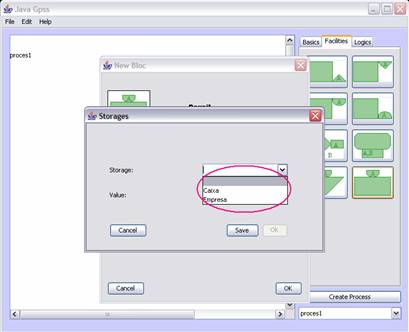 Java Gpss
File Edit Help
proces1
Basics Facilities Logics
New Bloc
Storages
Storage:
Caixa
Empresa
Value:
Cancel Save Ok
Cancel OK
Create Process
proces1